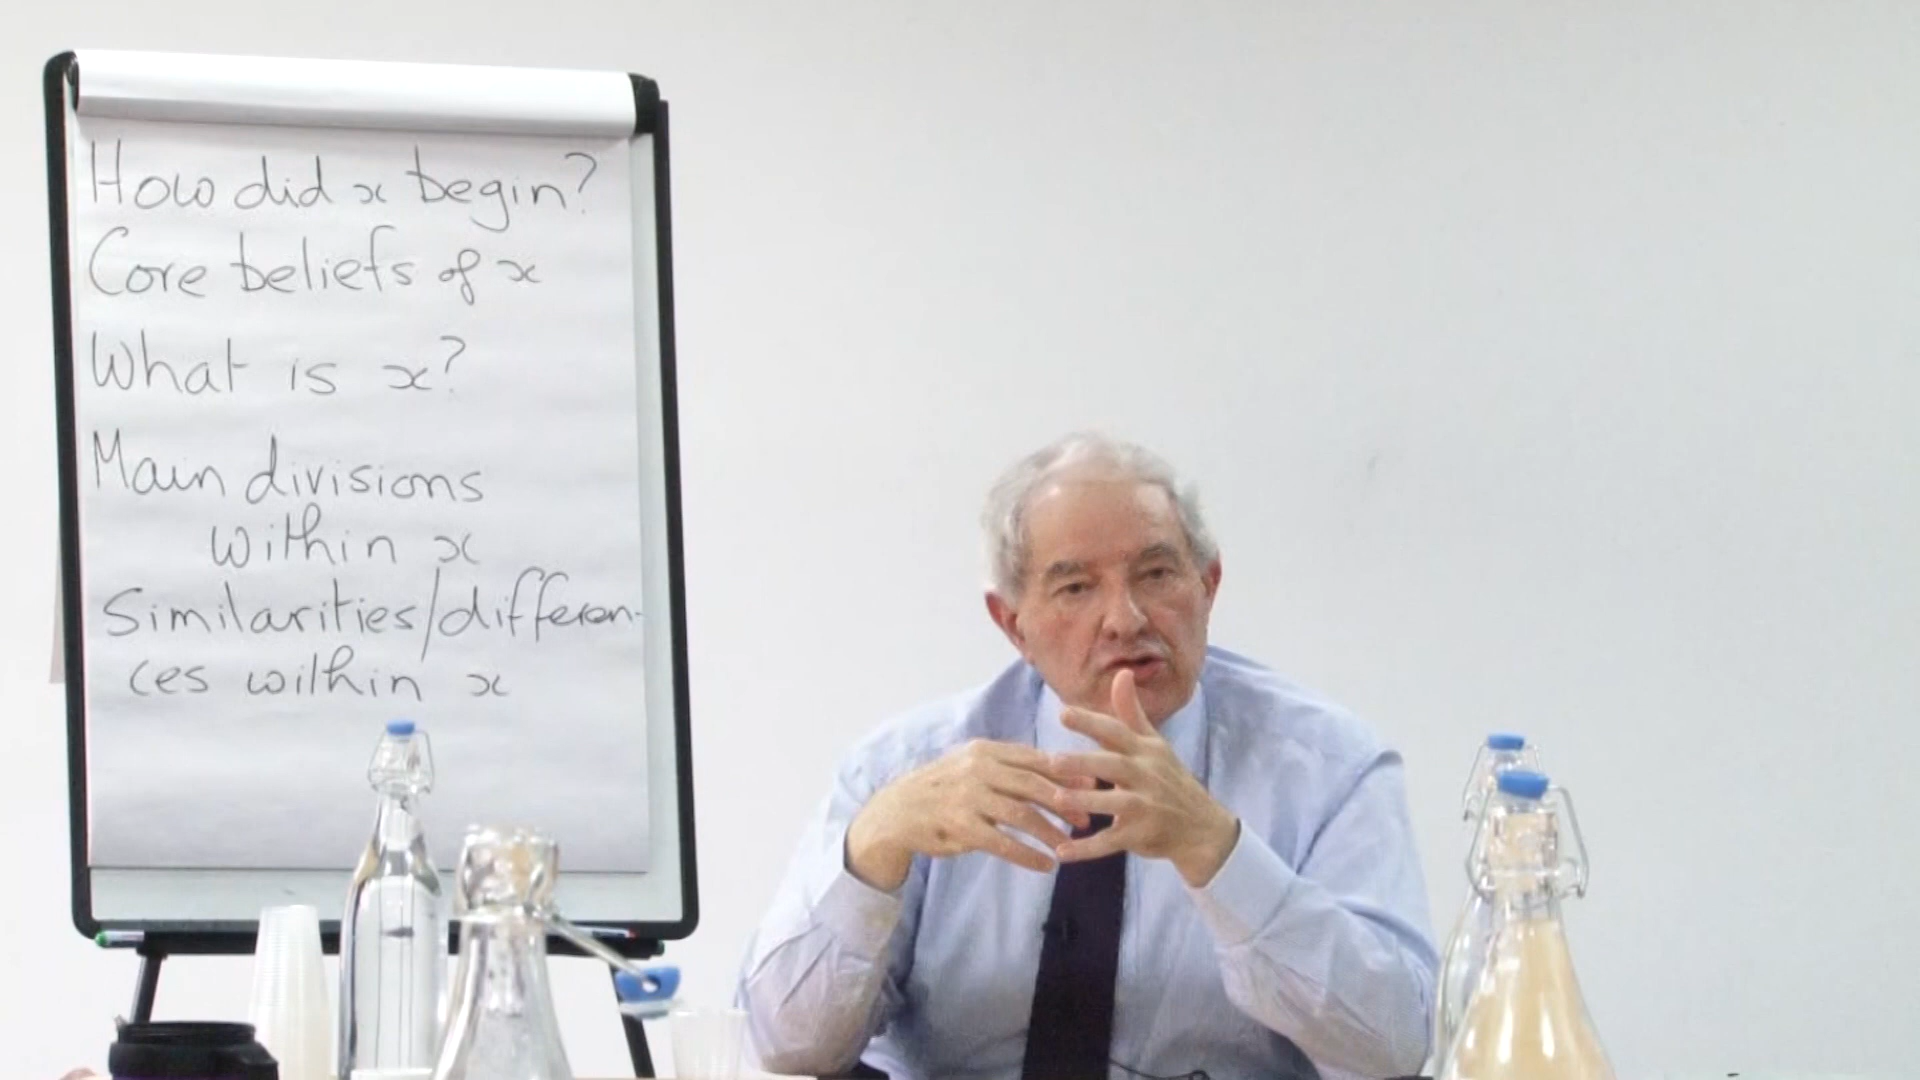 How did x begin?
Core beliefs of x
What is x?
Main divisions
within x
Similarities/differen-
ces within x